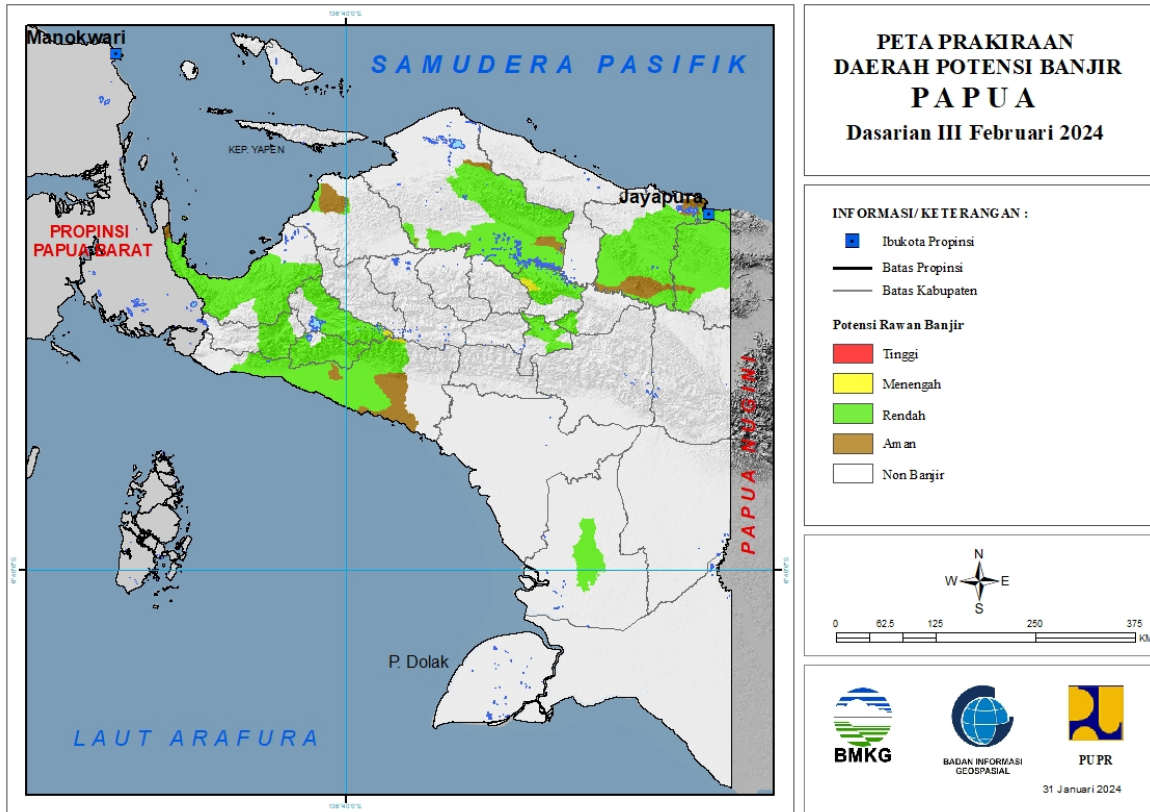 Manokwari
SAMUDERA PASIFIK
KEP. YAPEN
Jayapura
PROPINSI
PAPUA BARAT
PAPUA NUGINI
P. Dolak
LAUT ARAFURA
PETA PRAKIRAAN
DAERAH POTENSI BANJIR
PAPUA
Dasarian III Februari 2024
INFORMASI/ KETERANGAN :
Ibukota Propinsi
Batas Propinsi
Batas Kabupaten
Potensi Rawan Banjir
Tinggi
Menengah
Rendah
Aman
Non Banjir
N
W E
S
0 62.5 125 250 375
KM
BMKG
BADAN INFORMASI
GEOSPASIAL
PUPR
31 Januari 2024